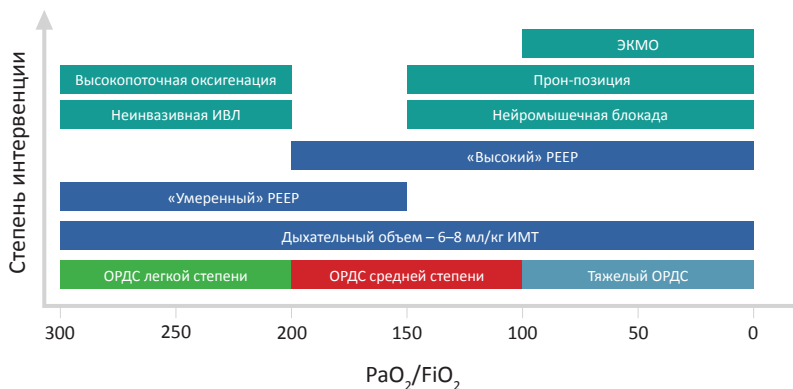 Степень интервенции
ЭКМО
Высокопоточная оксигенация
Прон-позиция
Неинвазивная ИВЛ
Нейромышечная блокада
«Высокий» PEEP
«Умеренный» PEEP
Дыхательный объем – 6–8 мл/кг ИМТ
ОРДС легкой степени
ОРДС средней степени
Тяжелый ОРДС
300
250
200
150
100
50
0
PaO₂/FiO₂